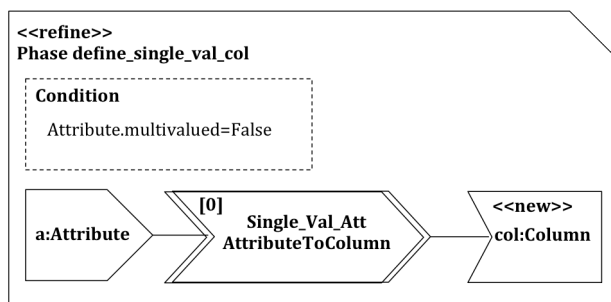 <<refine>>
Phase define_single_val_col
Condition
Attribute.multivalued=False
a:Attribute
[0]
Single_Val_Att
AttributeToColumn
<<new>>
col:Column